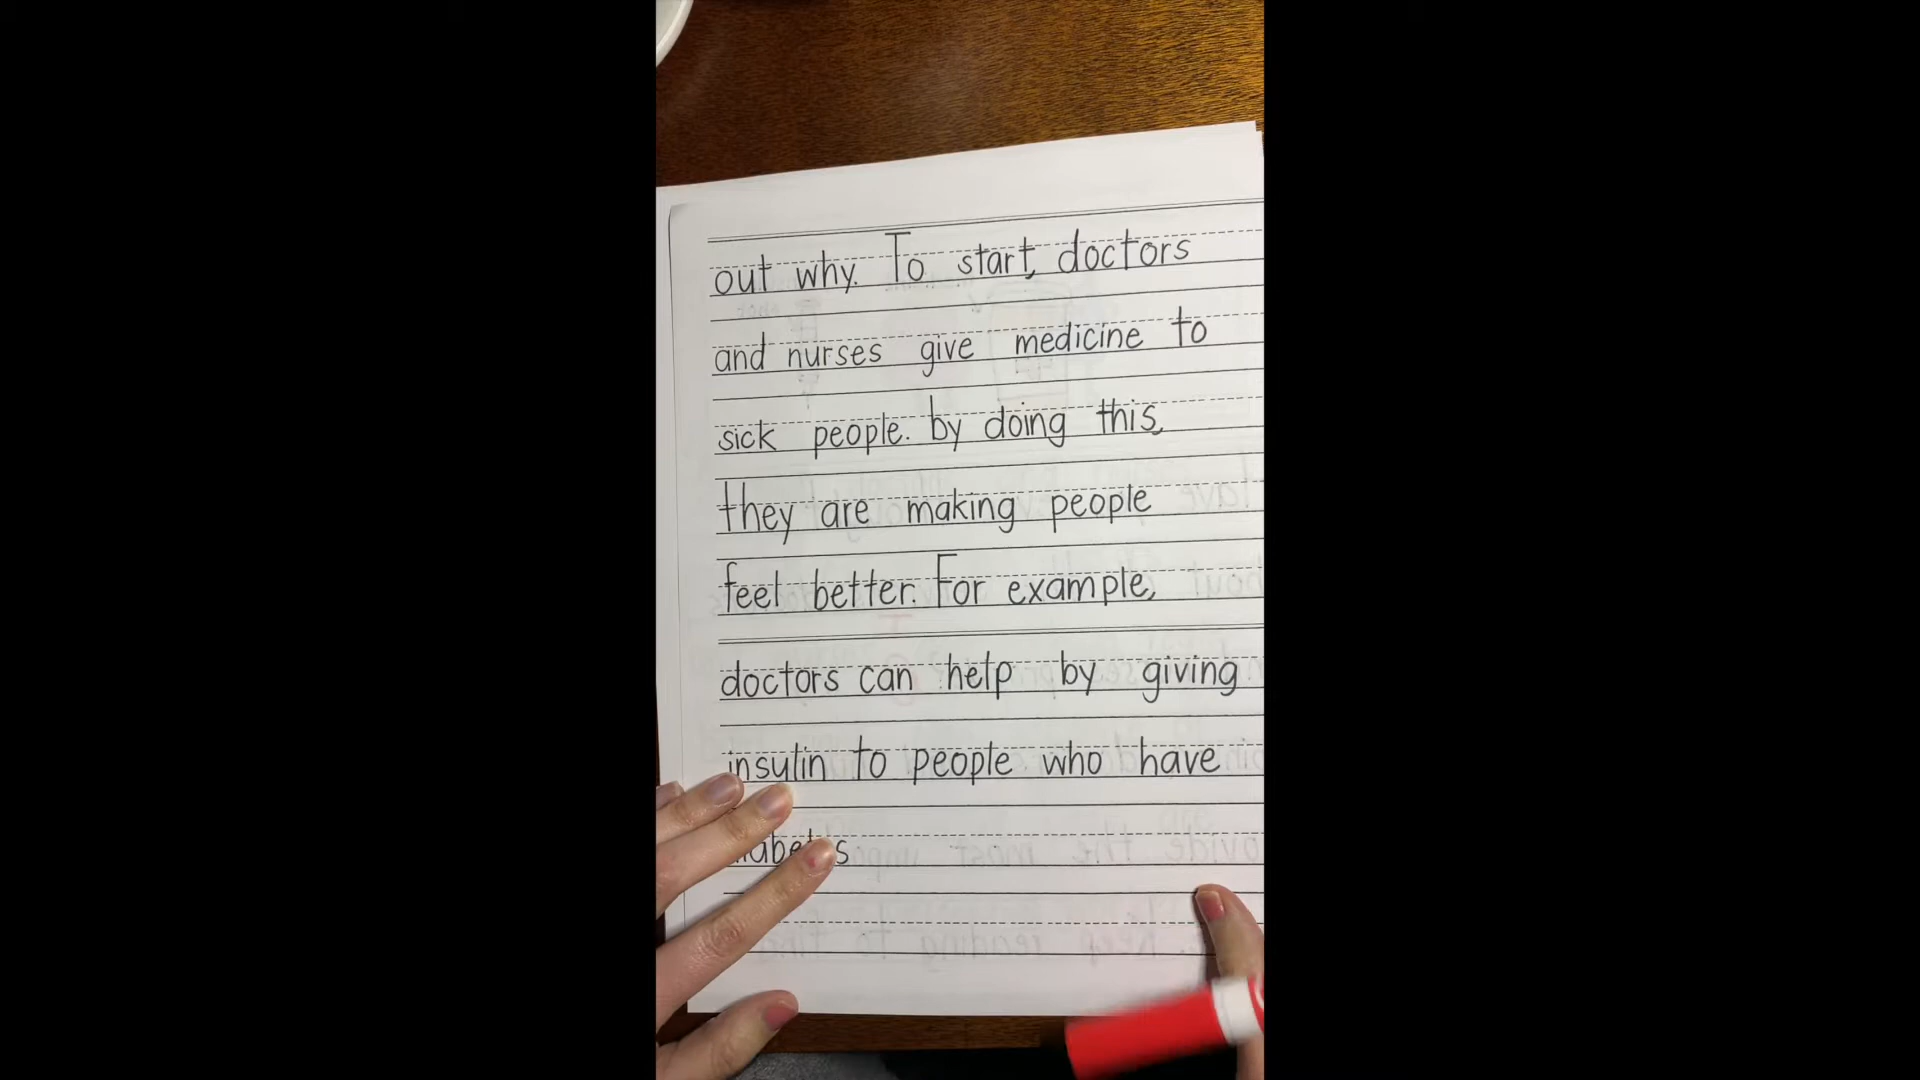 out why. To start, doctors
and nurses give medicine to
sick people. by doing this,
they are making people
feel better. For example,
doctors can help by giving
insulin to people who have